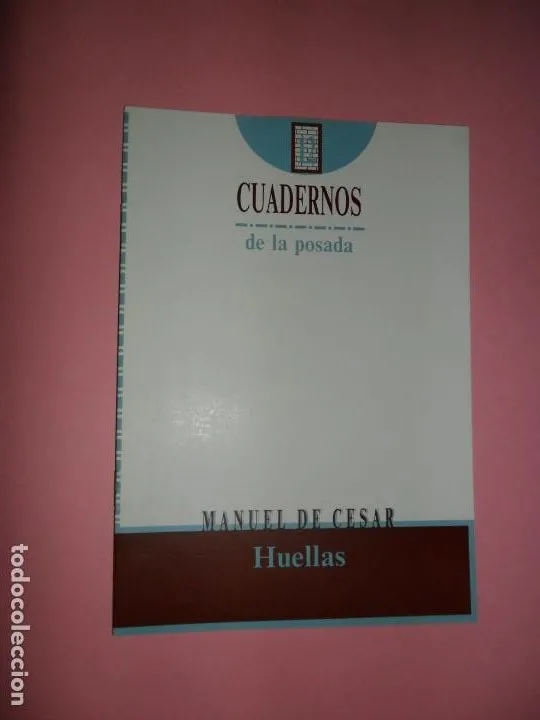 CUADERNOS
de la posada
MANUEL DE CESAR
Huellas
todocoleccion